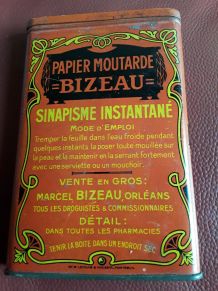 PAPIER MOUTARDE
BIZEAU
SINAPISME INSTANTANÉ
MODE D'EMPLOI
Tremper la feuille dans l'eau froide pendant
quelques instants, la poser toute mouillée sur
la peau et la maintenir en la serrant fortement
avec une serviette ou un mouchoir.
VENTE EN GROS:
MARCEL BIZEAU, ORLÉANS
TOUS LES DROGUISTES & COMMISSIONNAIRES
DÉTAIL:
DANS TOUTES LES PHARMACIES
TENIR LA BOITE DANS UN ENDROIT SEC